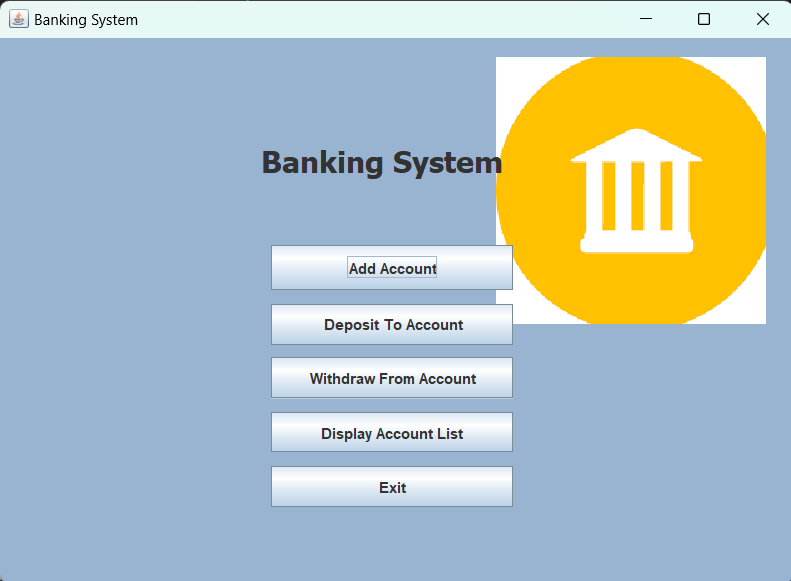 Banking System
Banking System
Add Account
Deposit To Account
Withdraw From Account
Display Account List
Exit